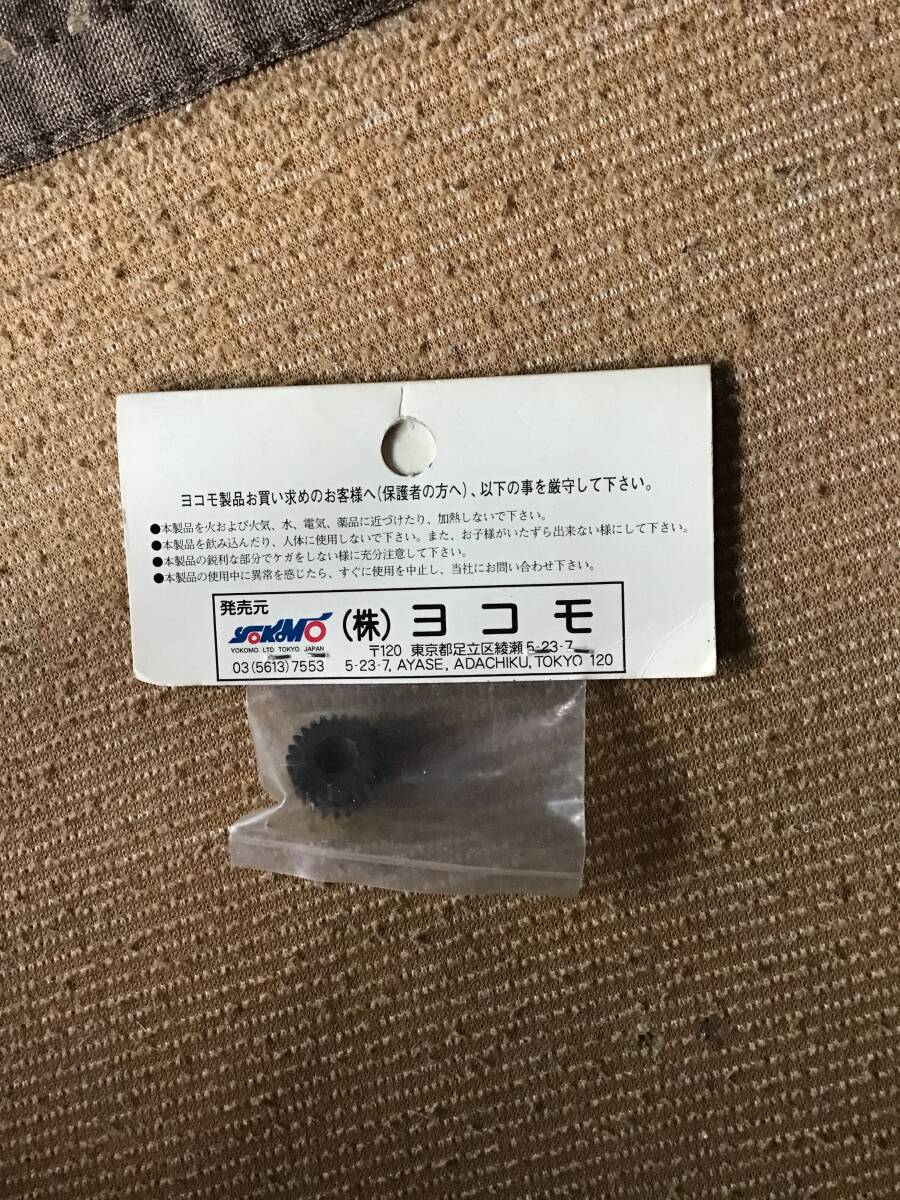 ヨコモ製品お買い求めのお客様へ(保護者の方へ)、以下の事を厳守して下さい。
●本製品を火および火気、水、電気、薬品に近づけたり、加熱しないで下さい。
●本製品を飲み込んだり、人体に使用しないで下さい。また、お子様がいたずら出来ない様にして下さい。
●本製品の鋭利な部分でケガをしない様に充分注意して下さい。
●本製品の使用中に異常を感じたら、すぐに使用を中止し、当社にお問い合わせ下さい。
発売元
YOKOMO
(株)ヨコモ
YOKOMO. LTD TOKYO. JAPAN
〒120 東京都足立区綾瀬5-23-7
03(5613)7553
5-23-7, AYASE, ADACHIKU, TOKYO 120